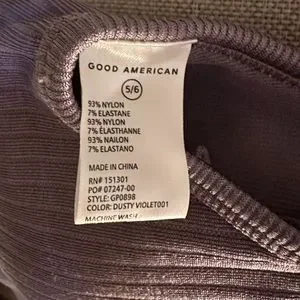 GOOD AMERICAN
5/6
93% NYLON
7% ELASTANE
93% NYLON
7% ÉLASTHANNE
93% NAILON
7% ELASTANO
MADE IN CHINA
RN# 151301
PO# 07247-00
STYLE: GP0898
COLOR: DUSTY VIOLET001
MACHINE WASH